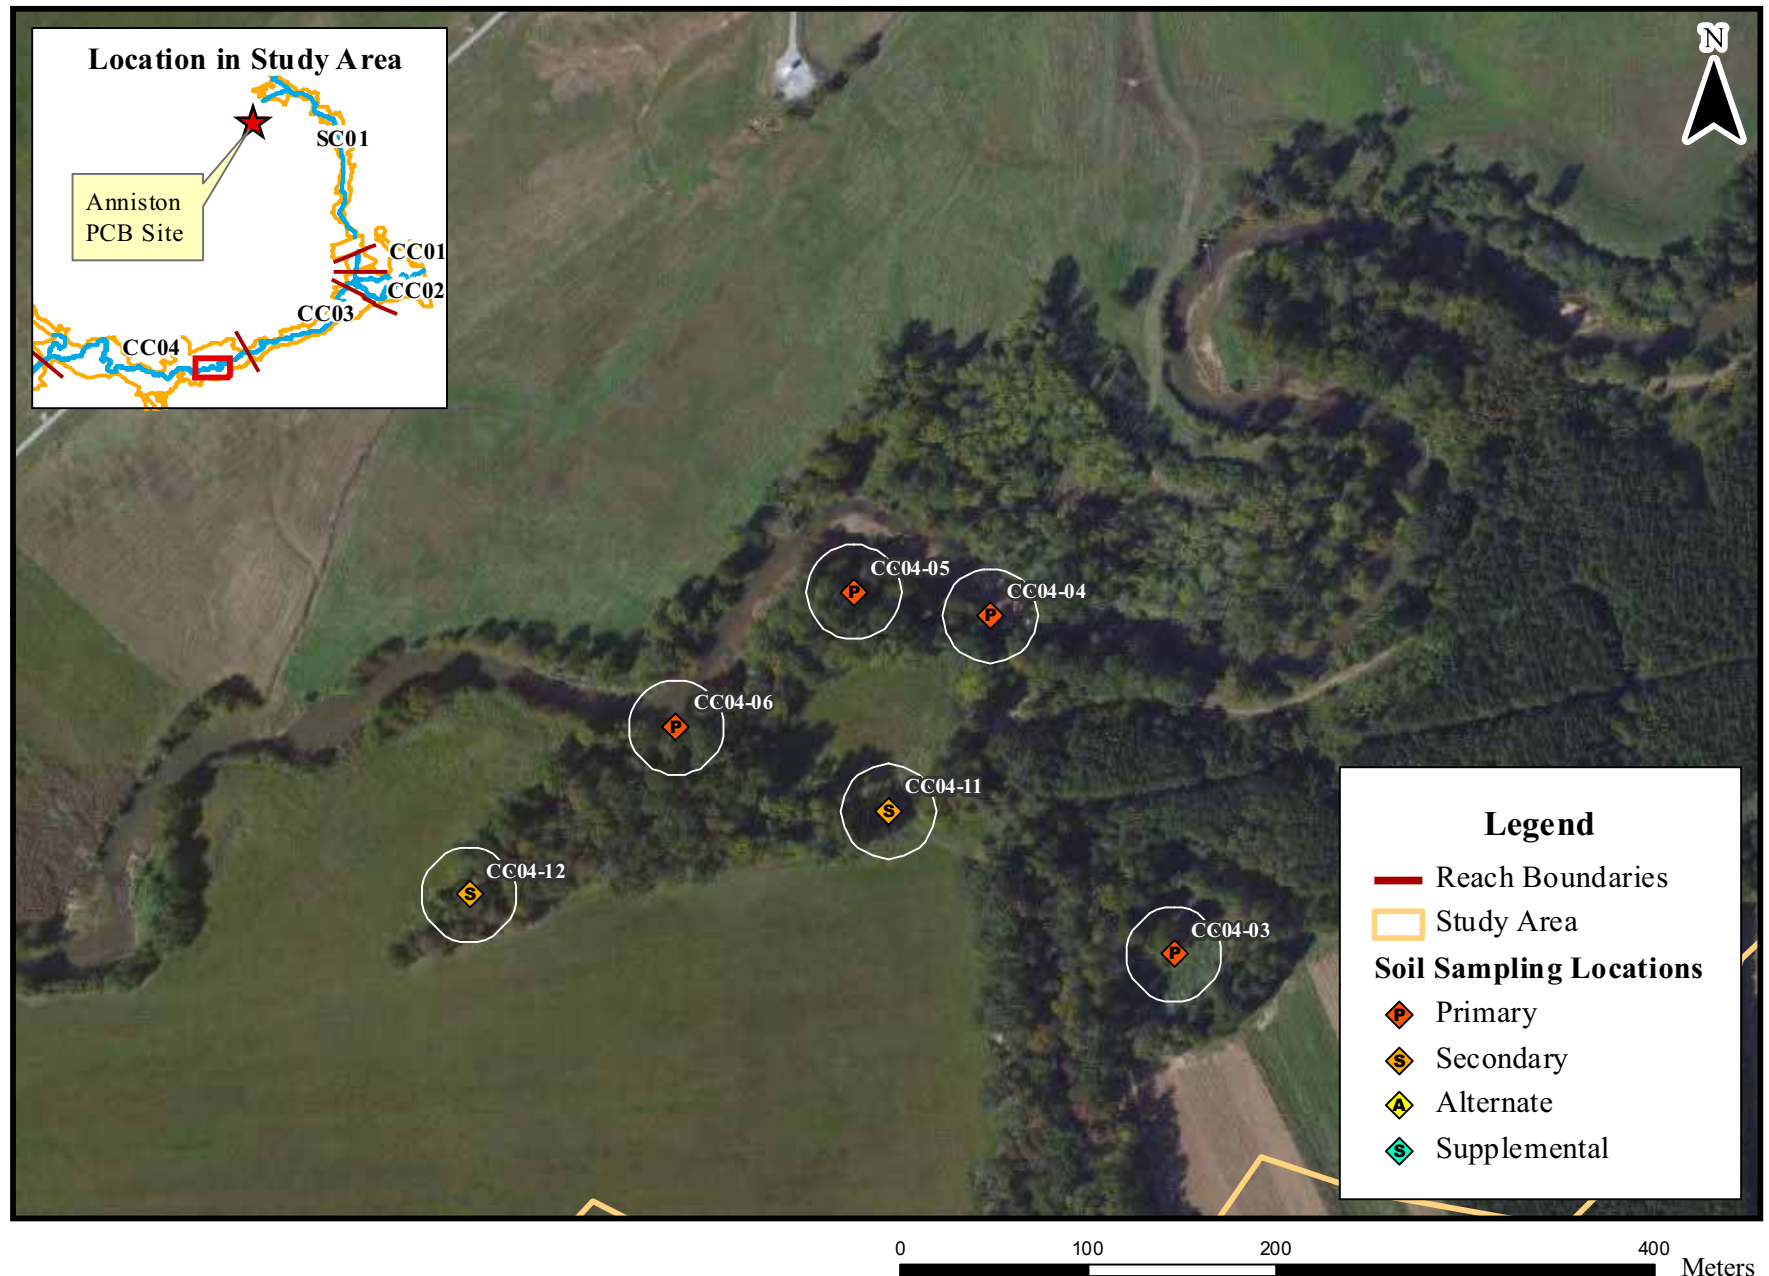 Location in Study Area
SC01
Anniston
PCB Site
CC01
CC02
CC03
CC04
N
CC04-05
CC04-04
CC04-06
CC04-11
CC04-12
CC04-03
P
P
P
S
S
P
Legend
Reach Boundaries
Study Area
Soil Sampling Locations
P Primary
S Secondary
A Alternate
S Supplemental
0 100 200 400
Meters